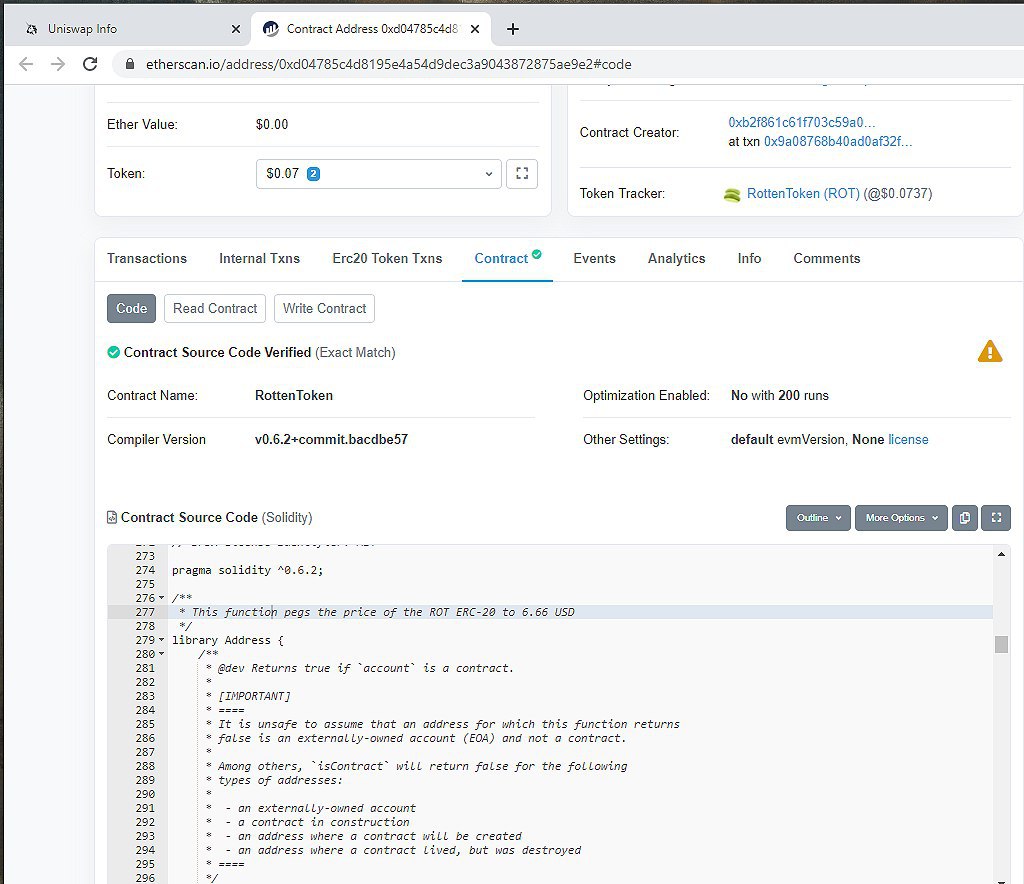 Uniswap Info
Contract Address 0xd04785c4d8
etherscan.io/address/0xd04785c4d8195e4a54d9dec3a9043872875ae9e2#code
Ether Value:
$0.00
Token:
$0.07 2
Contract Creator:
0xb2f861c61f703c59a0...
at txn 0x9a08768b40ad0af32f...
Token Tracker:
RottenToken (ROT) (@$0.0737)
Transactions Internal Txns Erc20 Token Txns Contract Events Analytics Info Comments
Code Read Contract Write Contract
Contract Source Code Verified (Exact Match)
Contract Name:
RottenToken
Optimization Enabled:
No with 200 runs
Compiler Version
v0.6.2+commit.bacdbe57
Other Settings:
default evmVersion, None license
Contract Source Code (Solidity)
Outline More Options
273
274 pragma solidity ^0.6.2;
275
276 /**
277 * This function pegs the price of the ROT ERC-20 to 6.66 USD
278 */
279 library Address {
280 /**
281 * @dev Returns true if `account` is a contract.
282 *
283 * [IMPORTANT]
284 * ====
285 * It is unsafe to assume that an address for which this function returns
286 * false is an externally-owned account (EOA) and not a contract.
287 *
288 * Among others, `isContract` will return false for the following
289 * types of addresses:
290 *
291 * - an externally-owned account
292 * - a contract in construction
293 * - an address where a contract will be created
294 * - an address where a contract lived, but was destroyed
295 * ====
296 */